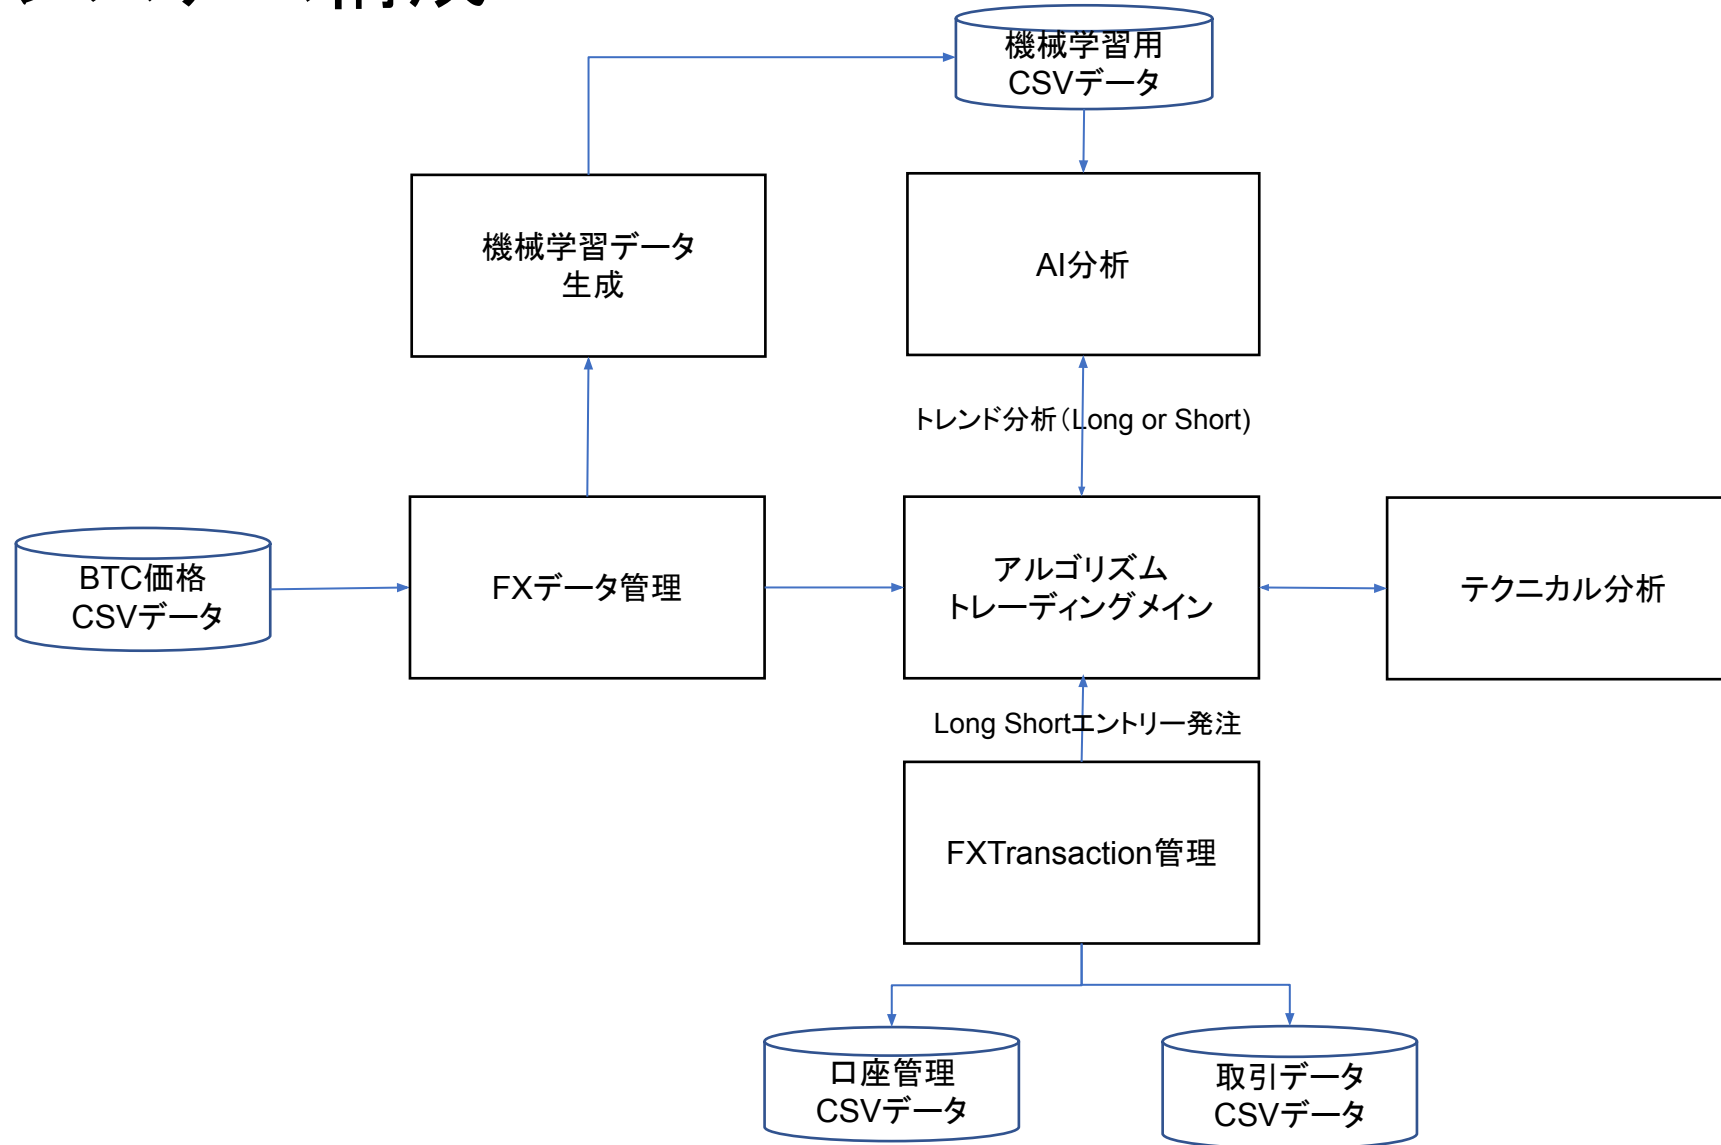 機械学習用
CSVデータ
機械学習データ
生成
AI分析
トレンド分析（Long or Short)
BTC価格
CSVデータ
FXデータ管理
アルゴリズム
トレーディングメイン
テクニカル分析
Long Shortエントリー発注
FXTransaction管理
口座管理
CSVデータ
取引データ
CSVデータ